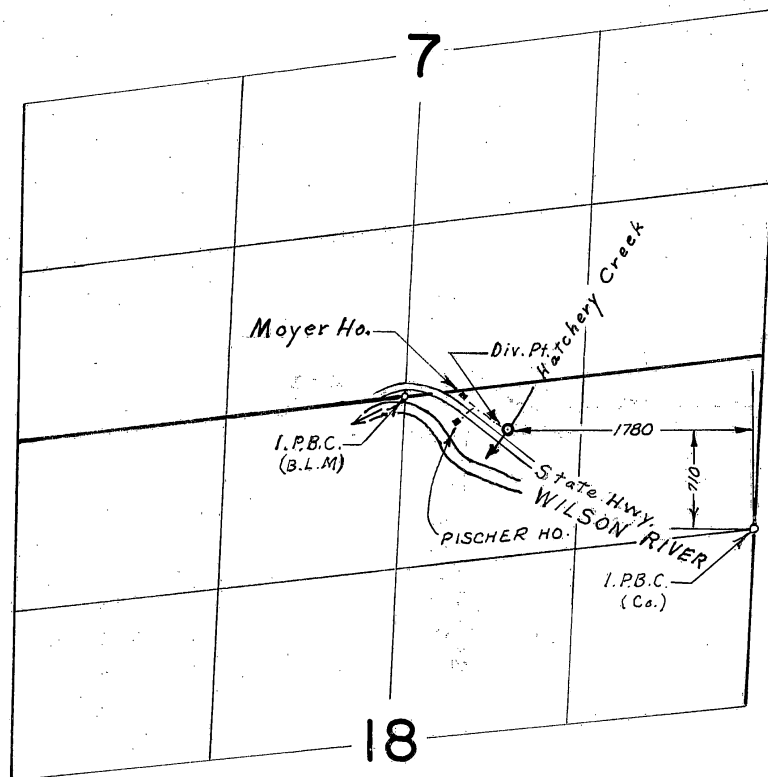 7
Hatchery Creek
Moyer Ho.
Div. Pt.
1780
710
I.P.B.C.
(B.L.M)
State Hwy.
WILSON RIVER
PISCHER HO.
I.P.B.C.
(Co.)
18